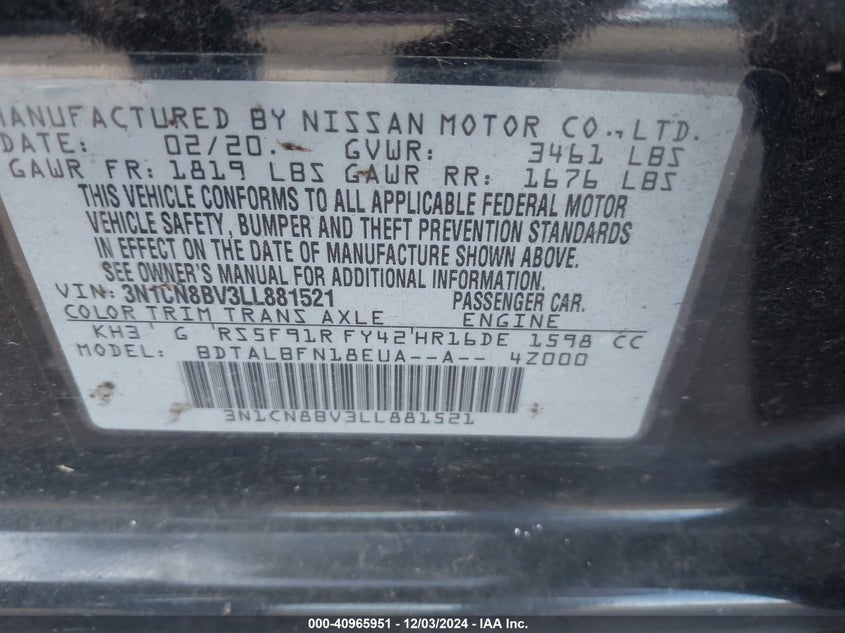 MANUFACTURED BY NISSAN MOTOR CO., LTD.
DATE: 02/20 GVWR: 3461 LBS
GAWR FR: 1819 LBS GAWR RR: 1676 LBS
THIS VEHICLE CONFORMS TO ALL APPLICABLE FEDERAL MOTOR
VEHICLE SAFETY, BUMPER AND THEFT PREVENTION STANDARDS
IN EFFECT ON THE DATE OF MANUFACTURE SHOWN ABOVE.
SEE OWNER'S MANUAL FOR ADDITIONAL INFORMATION.
VIN: 3N1CN8BV3LL881521 PASSENGER CAR.
COLOR TRIM TRANS AXLE ENGINE
KH3 G RS5F91R FY42 HR16DE 1598 CC
MODEL: BDTALBFN18EUA--A-- 4Z000
3N1CN8BV3LL881521
000-40965951 - 12/03/2024 - IAA Inc.